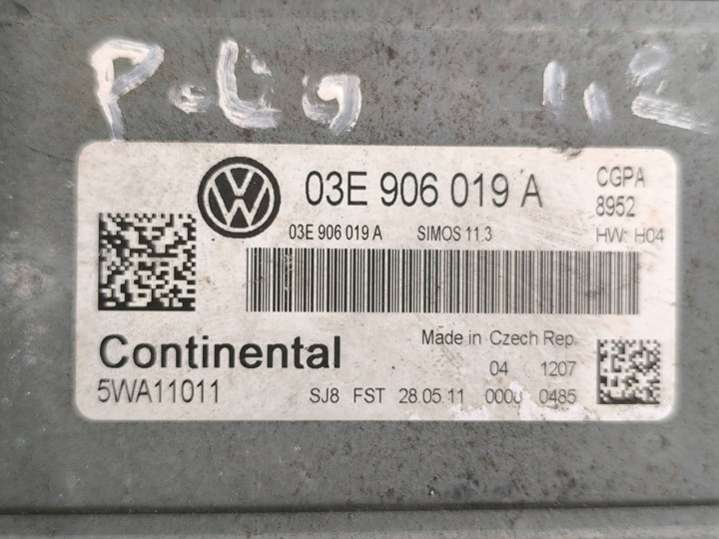 Polo 1,2
VW 03E 906 019 A CGPA
8952
03E 906 019 A SIMOS 11.3 HW: H04
Continental Made in Czech Rep.
04 1207
5WA11011 SJ8 FST 28.05.11 0485